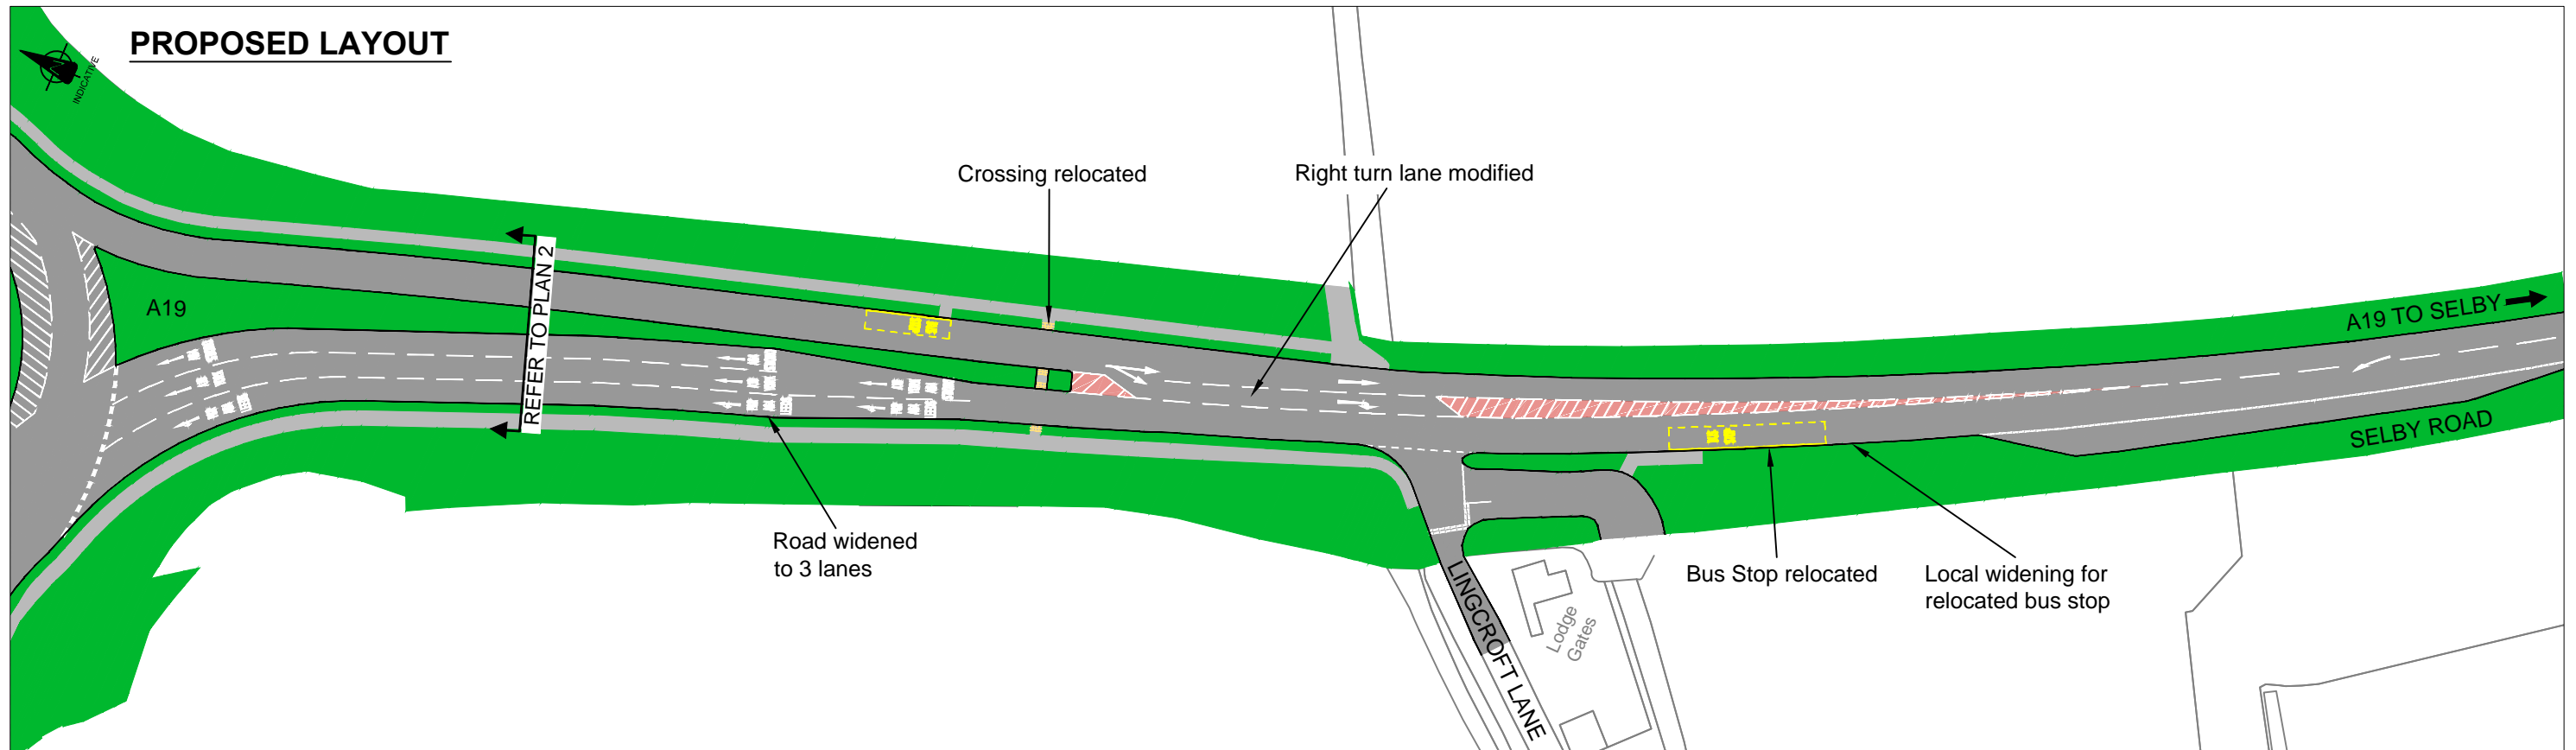 PROPOSED LAYOUT
INDICATIVE
Crossing relocated
Right turn lane modified
A19
REFER TO PLAN 2
A19 TO SELBY
SELBY ROAD
Road widened
to 3 lanes
Bus Stop relocated
Local widening for
relocated bus stop
LINGCROFT LANE
Lodge
Gates